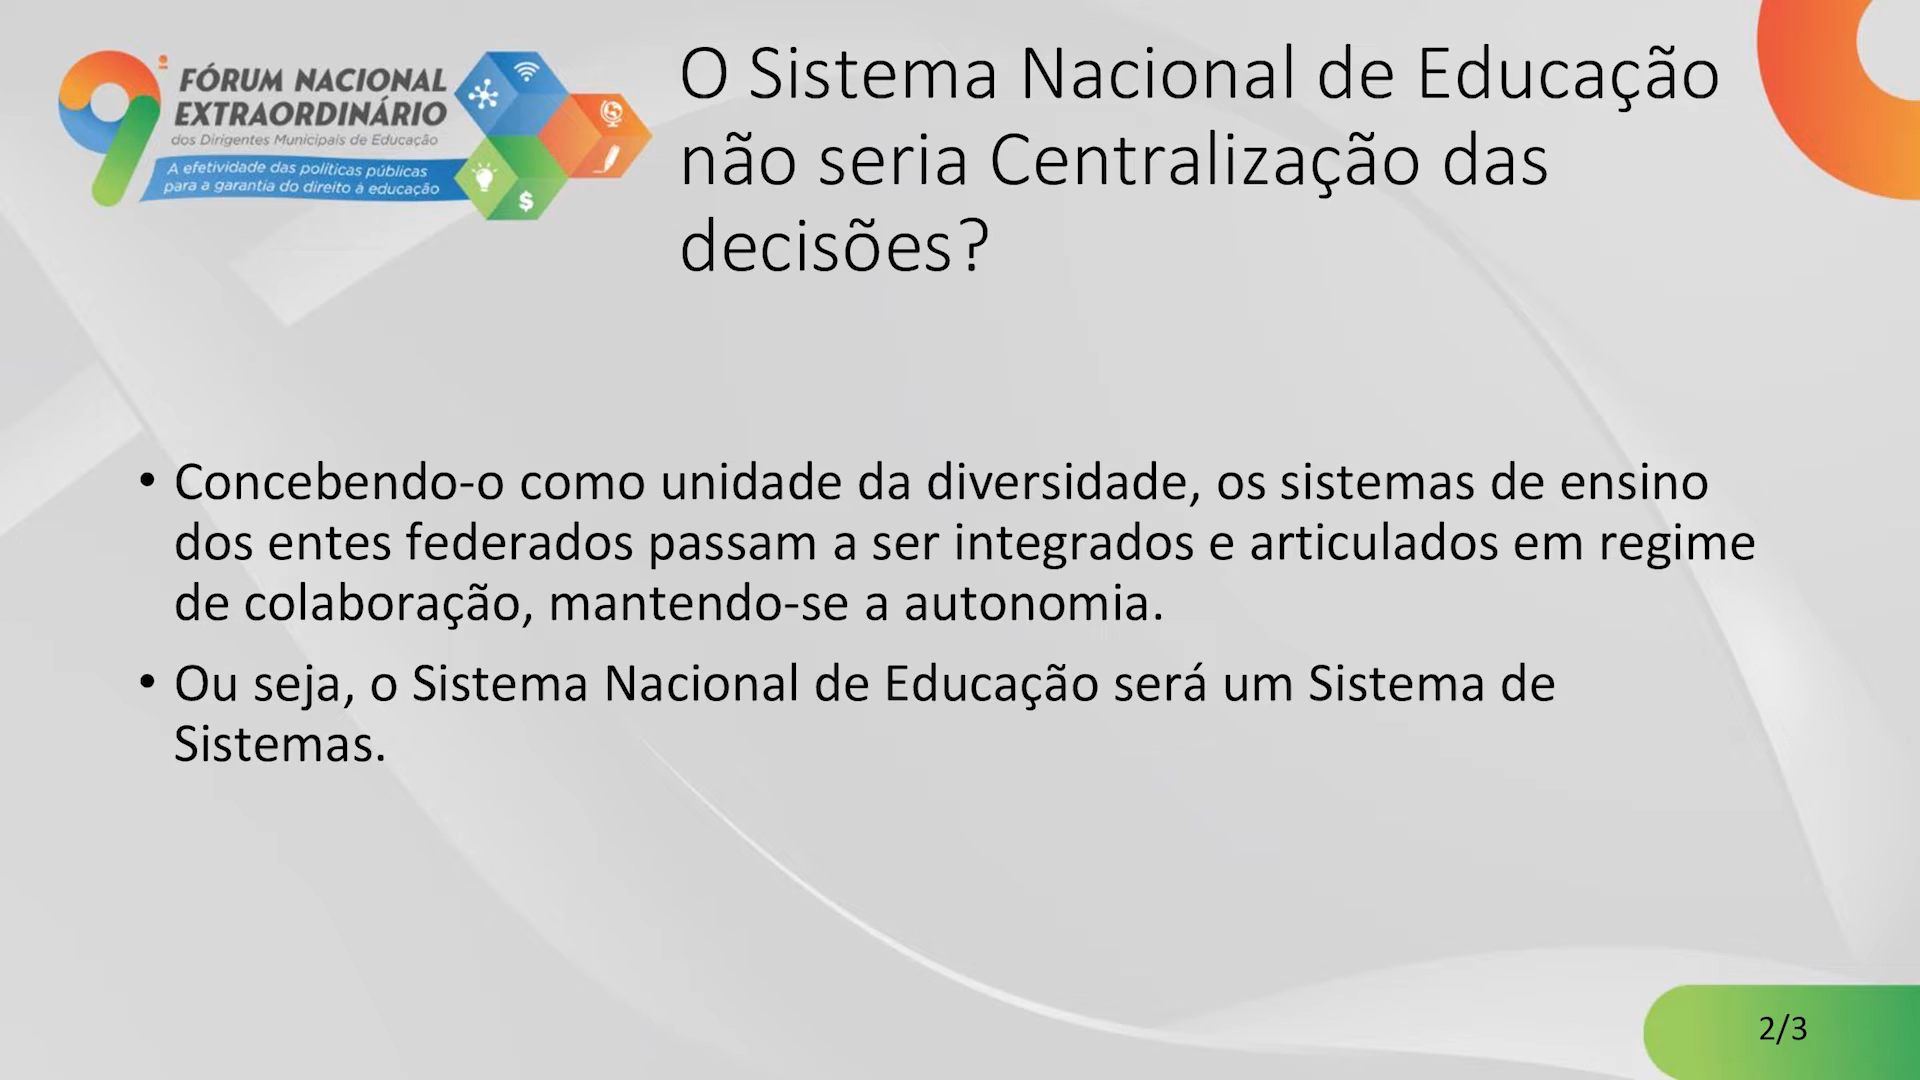 9º
FÓRUM NACIONAL
EXTRAORDINÁRIO
dos Dirigentes Municipais de Educação
A efetividade das políticas públicas
para a garantia do direito à educação
$
O Sistema Nacional de Educação
não seria Centralização das
decisões?
• Concebendo-o como unidade da diversidade, os sistemas de ensino
dos entes federados passam a ser integrados e articulados em regime
de colaboração, mantendo-se a autonomia.
• Ou seja, o Sistema Nacional de Educação será um Sistema de
Sistemas.
2/3